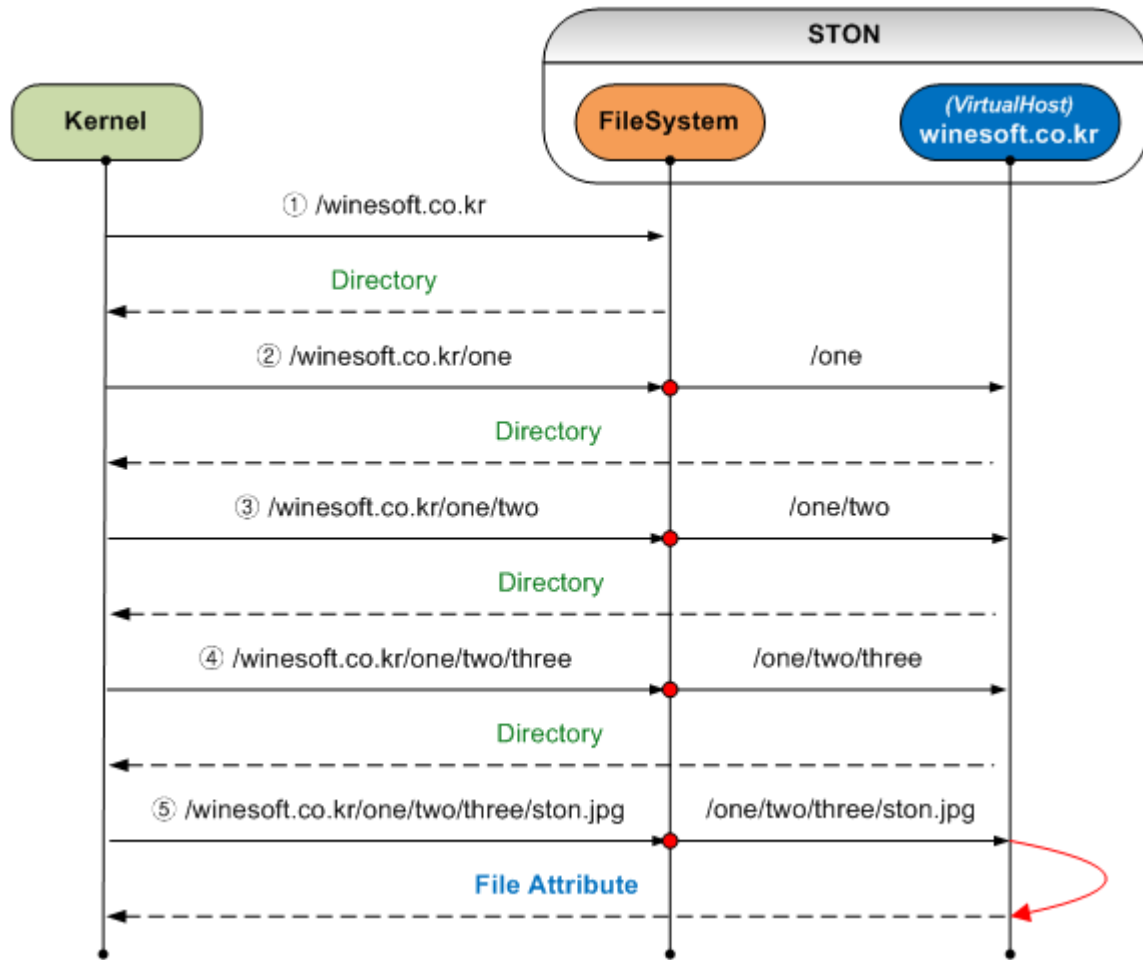 STON
Kernel
FileSystem
(VirtualHost)
winesoft.co.kr
① /winesoft.co.kr
Directory
② /winesoft.co.kr/one
/one
Directory
③ /winesoft.co.kr/one/two
/one/two
Directory
④ /winesoft.co.kr/one/two/three
/one/two/three
Directory
⑤ /winesoft.co.kr/one/two/three/ston.jpg
/one/two/three/ston.jpg
File Attribute